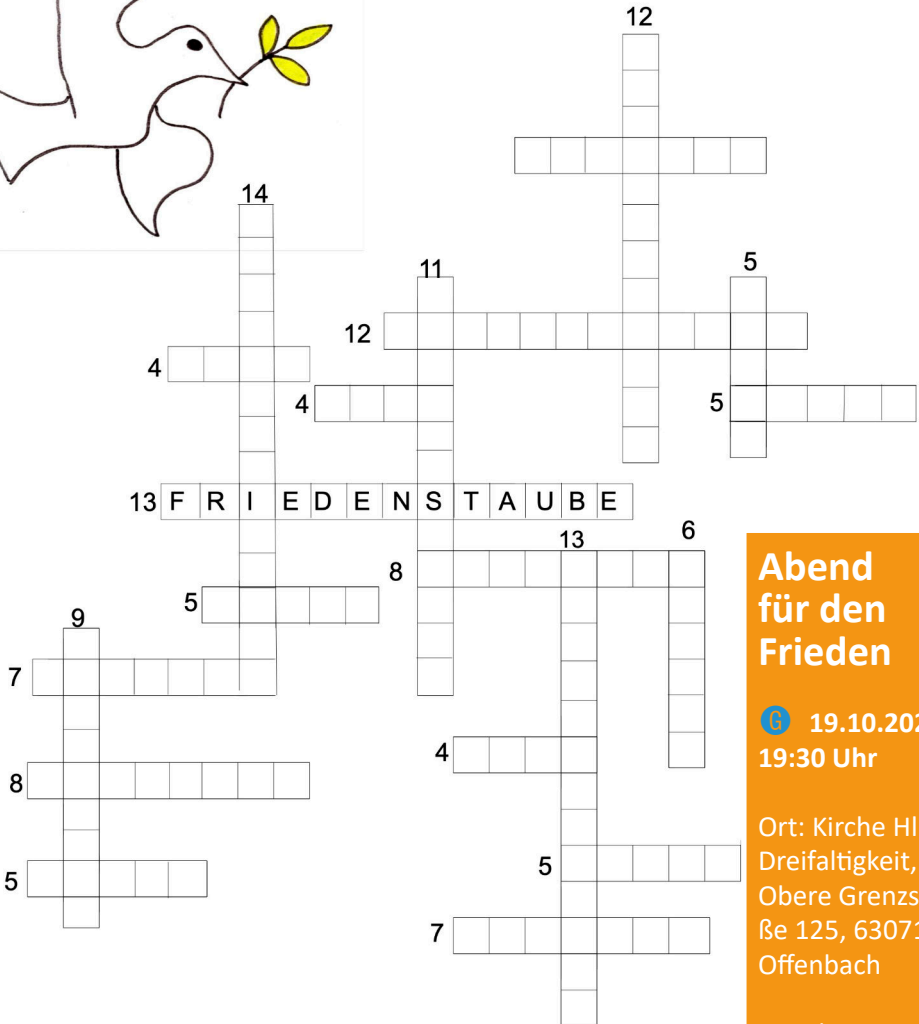 12
14
11
5
12
4
4
5
13 F R I E D E N S T A U B E
13
6
8
5
9
7
4
8
5
5
7
Abend
für den
Frieden
G 19.10.202
19:30 Uhr
Ort: Kirche Hl
Dreifaltigkeit,
Obere Grenzs
ße 125, 63071
Offenbach